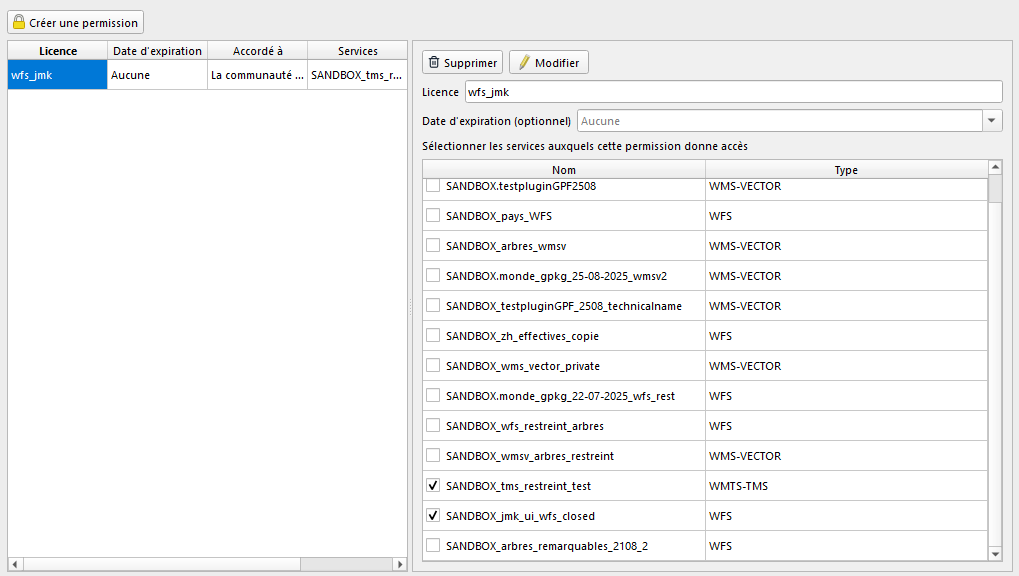 Créer une permission
Licence Date d'expiration Accordé à Services
wfs_jmk Aucune La communauté ... SANDBOX_tms_r...
Supprimer Modifier
Licence wfs_jmk
Date d'expiration (optionnel) Aucune
Sélectionner les services auxquels cette permission donne accès
Nom Type
SANDBOX.testpluginGPF2508 WMS-VECTOR
SANDBOX_pays_WFS WFS
SANDBOX_arbres_wmsv WMS-VECTOR
SANDBOX.monde_gpkg_25-08-2025_wmsv2 WMS-VECTOR
SANDBOX_testpluginGPF_2508_technicalname WMS-VECTOR
SANDBOX_zh_effectives_copie WFS
SANDBOX_wms_vector_private WMS-VECTOR
SANDBOX.monde_gpkg_22-07-2025_wfs_rest WFS
SANDBOX_wfs_restreint_arbres WFS
SANDBOX_wmsv_arbres_restreint WMS-VECTOR
SANDBOX_tms_restreint_test WMTS-TMS
SANDBOX_jmk_ui_wfs_closed WFS
SANDBOX_arbres_remarquables_2108_2 WFS